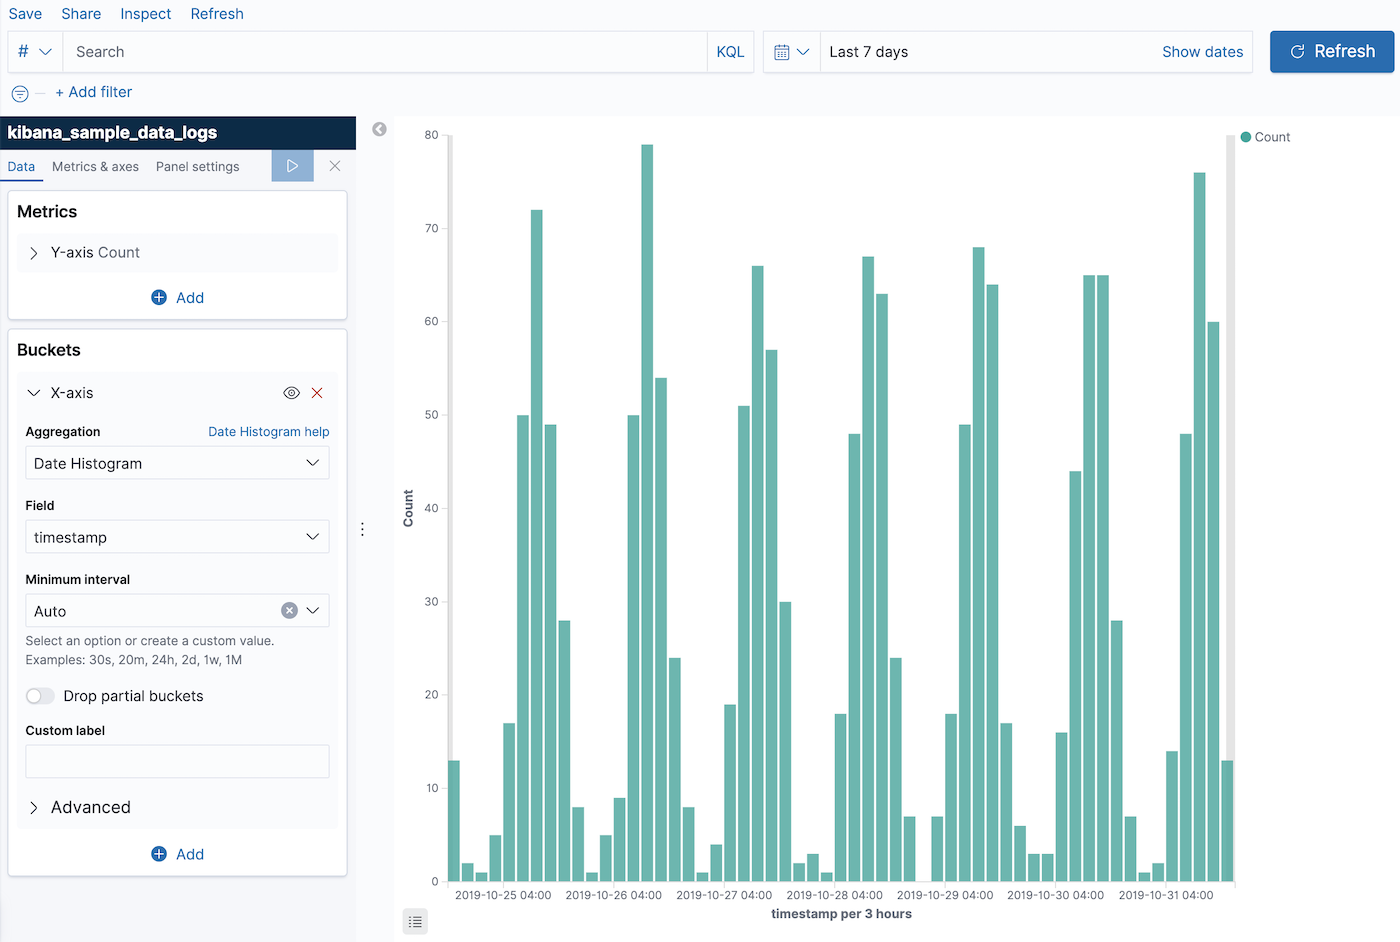 Save Share Inspect Refresh
# Search KQL Last 7 days Show dates Refresh
+ Add filter
kibana_sample_data_logs
Data Metrics & axes Panel settings
Metrics
Y-axis Count
Add
Buckets
X-axis
Aggregation Date Histogram help
Date Histogram
Field
timestamp
Minimum interval
Auto
Select an option or create a custom value.
Examples: 30s, 20m, 24h, 2d, 1w, 1M
Drop partial buckets
Custom label
Advanced
Add
80
70
60
50
40
30
20
10
0
Count
2019-10-25 04:00 2019-10-26 04:00 2019-10-27 04:00 2019-10-28 04:00 2019-10-29 04:00 2019-10-30 04:00 2019-10-31 04:00
timestamp per 3 hours
Count